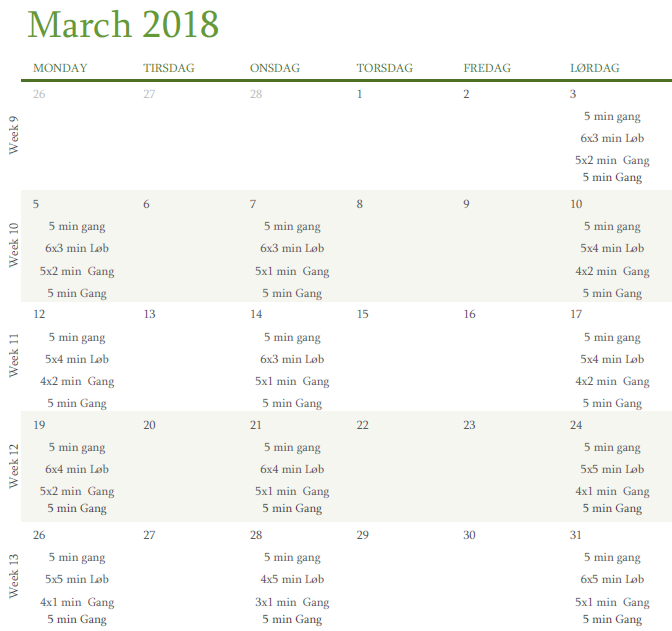 March 2018
MONDAY TIRSDAG ONSDAG TORSDAG FREDAG LØRDAG
Week 9
26 27 28 1 2 3
5 min gang
6x3 min Løb
5x2 min Gang
5 min Gang
Week 10
5 6 7 8 9 10
5 min gang 5 min gang 5 min gang
6x3 min Løb 6x3 min Løb 5x4 min Løb
5x2 min Gang 5x1 min Gang 4x2 min Gang
5 min Gang 5 min Gang 5 min Gang
Week 11
12 13 14 15 16 17
5 min gang 5 min gang 5 min gang
5x4 min Løb 6x3 min Løb 5x4 min Løb
4x2 min Gang 5x1 min Gang 4x2 min Gang
5 min Gang 5 min Gang 5 min Gang
Week 12
19 20 21 22 23 24
5 min gang 5 min gang 5 min gang
6x4 min Løb 6x4 min Løb 5x5 min Løb
5x2 min Gang 5x1 min Gang 4x1 min Gang
5 min Gang 5 min Gang 5 min Gang
Week 13
26 27 28 29 30 31
5 min gang 5 min gang 5 min gang
5x5 min Løb 4x5 min Løb 6x5 min Løb
4x1 min Gang 3x1 min Gang 5x1 min Gang
5 min Gang 5 min Gang 5 min Gang